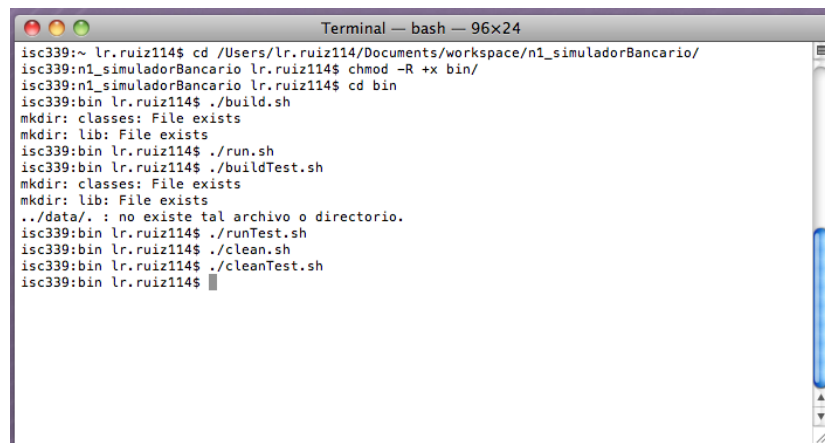 Terminal — bash — 96×24
isc339:~ lr.ruiz114$ cd /Users/lr.ruiz114/Documents/workspace/n1_simuladorBancario/
isc339:n1_simuladorBancario lr.ruiz114$ chmod -R +x bin/
isc339:n1_simuladorBancario lr.ruiz114$ cd bin
isc339:bin lr.ruiz114$ ./build.sh
mkdir: classes: File exists
mkdir: lib: File exists
isc339:bin lr.ruiz114$ ./run.sh
isc339:bin lr.ruiz114$ ./buildTest.sh
mkdir: classes: File exists
mkdir: lib: File exists
../data/. : no existe tal archivo o directorio.
isc339:bin lr.ruiz114$ ./runTest.sh
isc339:bin lr.ruiz114$ ./clean.sh
isc339:bin lr.ruiz114$ ./cleanTest.sh
isc339:bin lr.ruiz114$